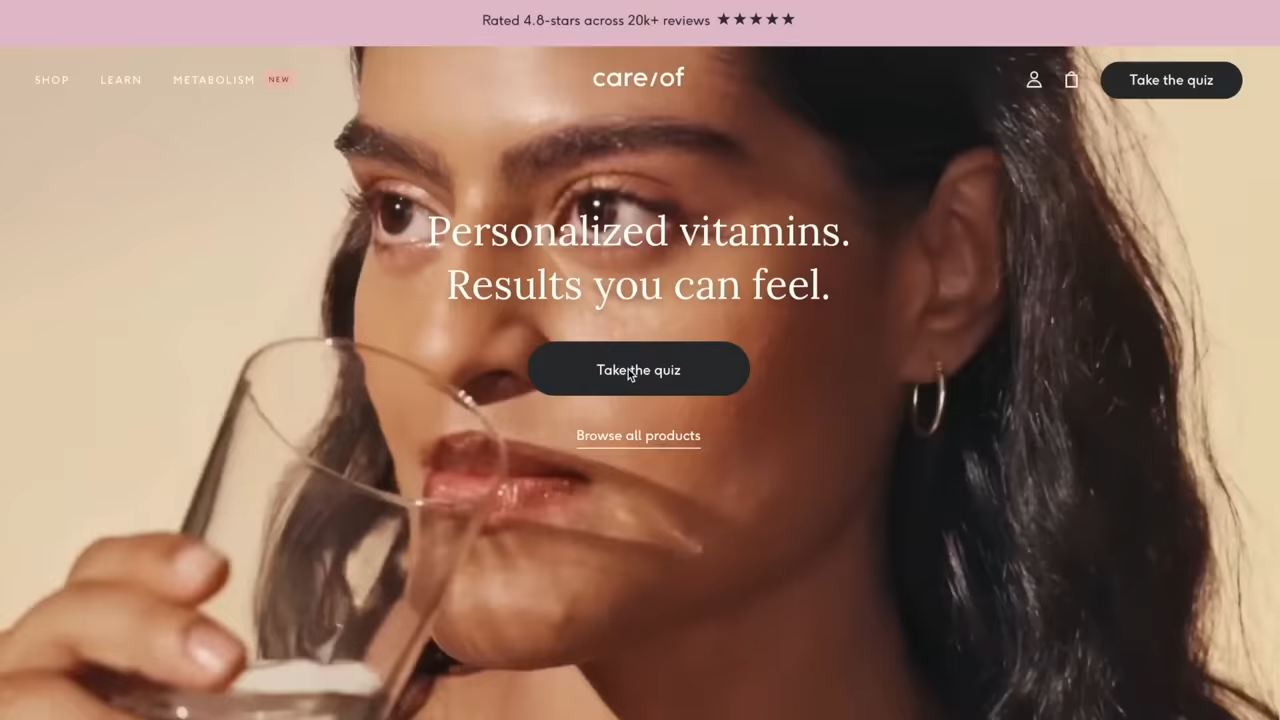 Rated 4.8-stars across 20k+ reviews ★★★★★
SHOP LEARN METABOLISM NEW
care/of
Take the quiz
Personalized vitamins.
Results you can feel.
Take the quiz
Browse all products